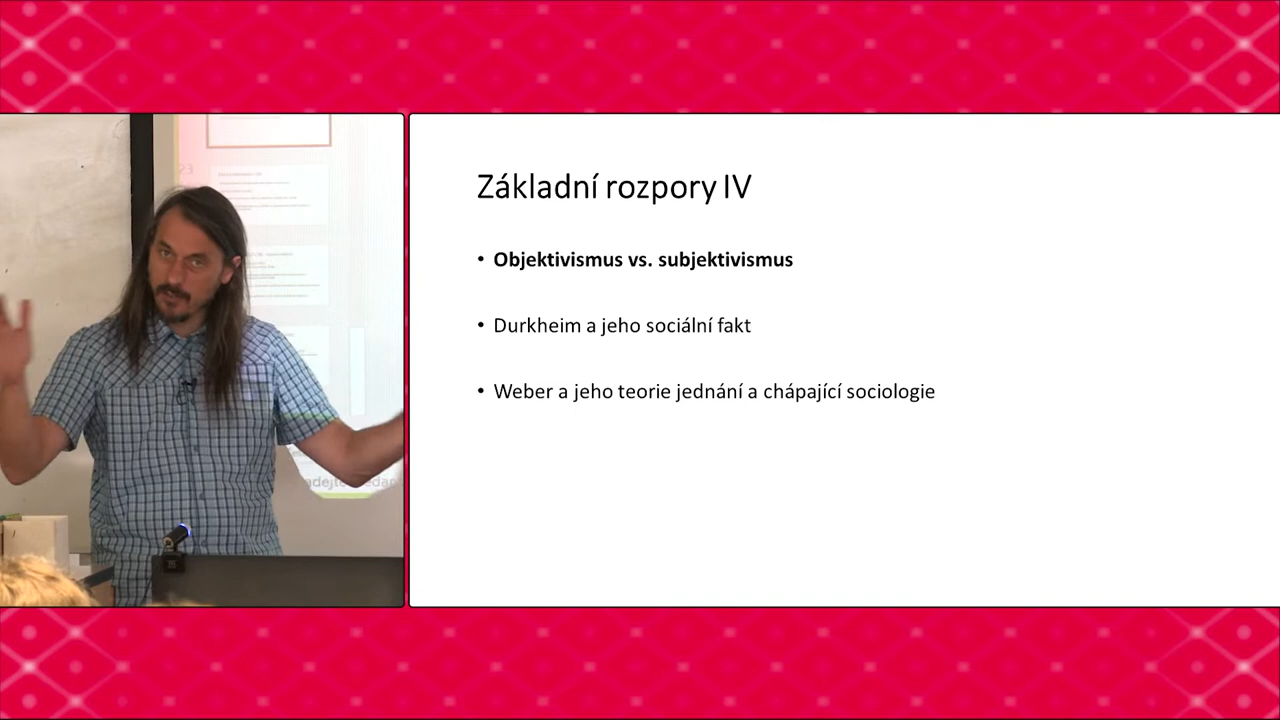 Základní rozpory IV
• Objektivismus vs. subjektivismus
• Durkheim a jeho sociální fakt
• Weber a jeho teorie jednání a chápající sociologie